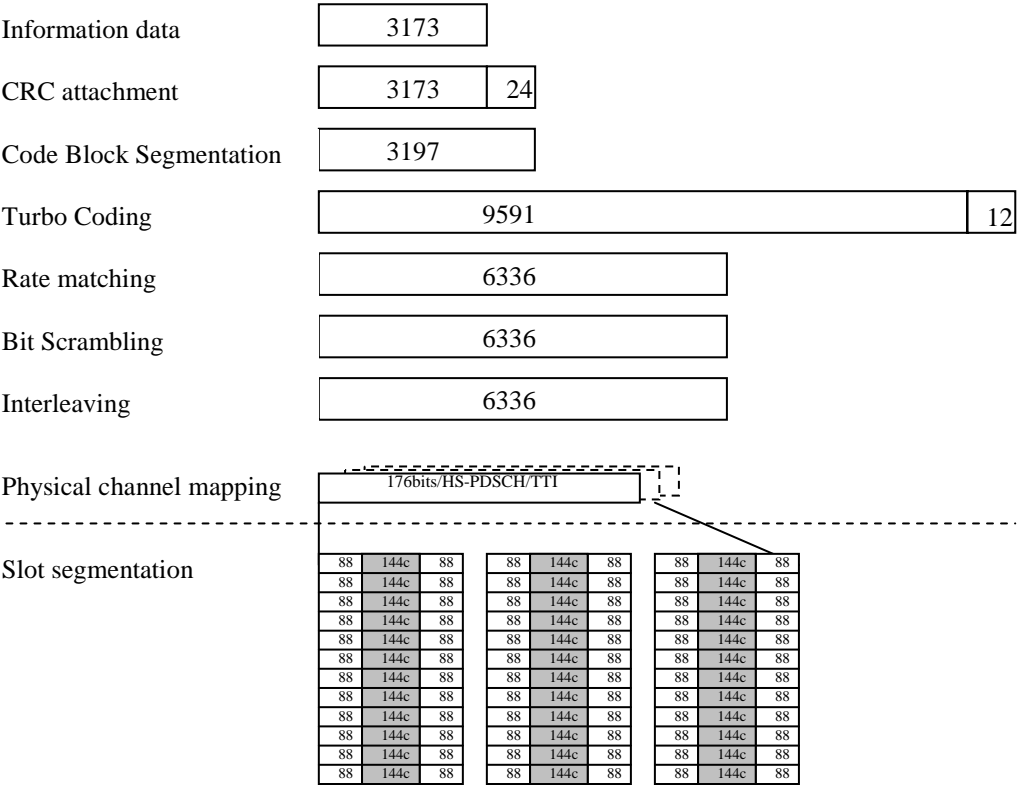 Information data 3173
CRC attachment 3173 24
Code Block Segmentation 3197
Turbo Coding 9591 12
Rate matching 6336
Bit Scrambling 6336
Interleaving 6336
Physical channel mapping 176bits/HS-PDSCH/TTI
Slot segmentation
88 144c 88 88 144c 88 88 144c 88
88 144c 88 88 144c 88 88 144c 88
88 144c 88 88 144c 88 88 144c 88
88 144c 88 88 144c 88 88 144c 88
88 144c 88 88 144c 88 88 144c 88
88 144c 88 88 144c 88 88 144c 88
88 144c 88 88 144c 88 88 144c 88
88 144c 88 88 144c 88 88 144c 88
88 144c 88 88 144c 88 88 144c 88
88 144c 88 88 144c 88 88 144c 88
88 144c 88 88 144c 88 88 144c 88
88 144c 88 88 144c 88 88 144c 88